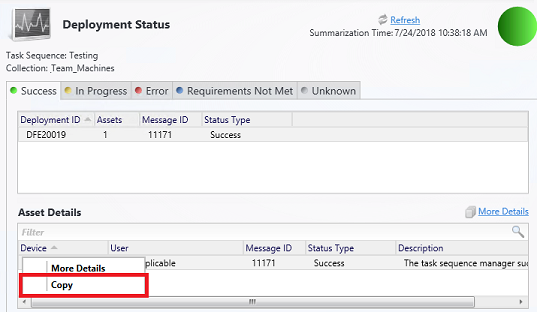 Deployment Status
Refresh
Summarization Time: 7/24/2018 10:38:18 AM
Task Sequence: Testing
Collection: Team_Machines
Success In Progress Error Requirements Not Met Unknown
Deployment ID Assets Message ID Status Type
DFE20019 1 11171 Success
Asset Details More Details
Filter
Device User Message ID Status Type Description
plicable 11171 Success The task sequence manager suc
More Details
Copy